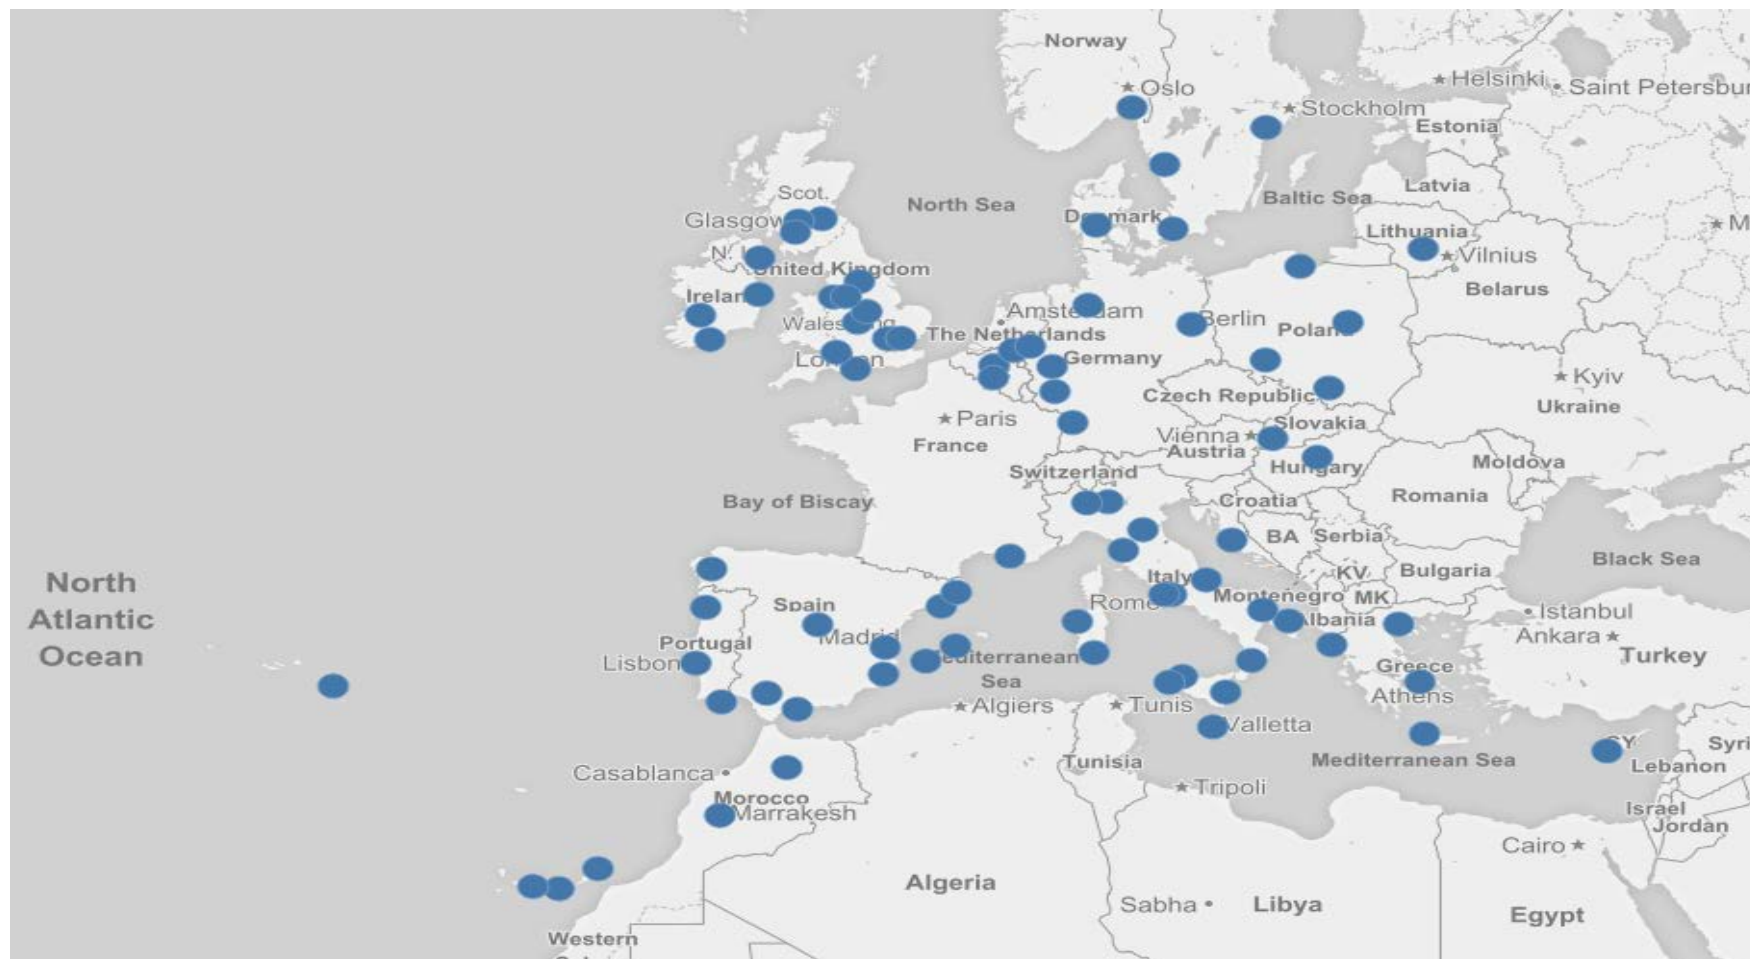 Norway
Oslo
Helsinki
Saint Petersbur
Stockholm
Estonia
Scot.
Latvia
North Sea
Baltic Sea
Glasgow
Lithuania
Vilnius
United Kingdom
Belarus
Wales
The Netherlands
Berlin
Germany
Kyiv
Czech Republic
Ukraine
Paris
Slovakia
France
Vienna
Austria
Moldova
Hungary
Switzerland
Romania
Bay of Biscay
Croatia
BA
Serbia
Black Sea
KV
Bulgaria
North
Atlantic
Ocean
Italy
Montenegro
MK
Rome
Spain
Istanbul
Ankara
Madrid
Portugal
Turkey
Lisbon
Sea
Greece
Athens
Algiers
Tunis
Valletta
Mediterranean Sea
Syri
Tunisia
Lebanon
Casablanca
Tripoli
Morocco
Marrakesh
Israel
Jordan
Cairo
Algeria
Sabha
Libya
Egypt
Western